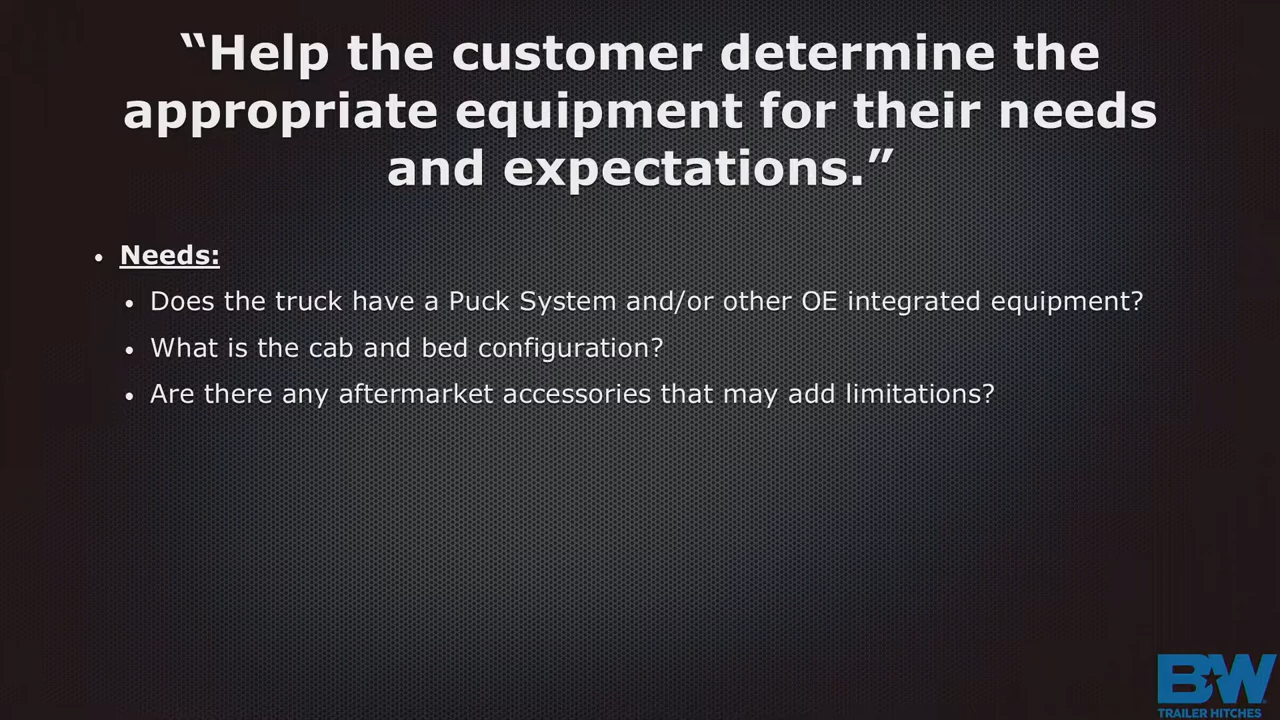 “Help the customer determine the
appropriate equipment for their needs
and expectations.”
• Needs:
• Does the truck have a Puck System and/or other OE integrated equipment?
• What is the cab and bed configuration?
• Are there any aftermarket accessories that may add limitations?
B★W
TRAILER HITCHES